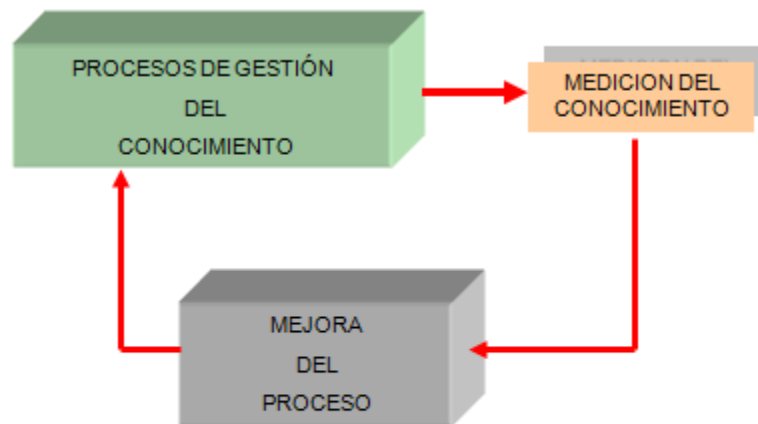 PROCESOS DE GESTIÓN
DEL
CONOCIMIENTO
MEDICION DEL
CONOCIMIENTO
MEJORA
DEL
PROCESO